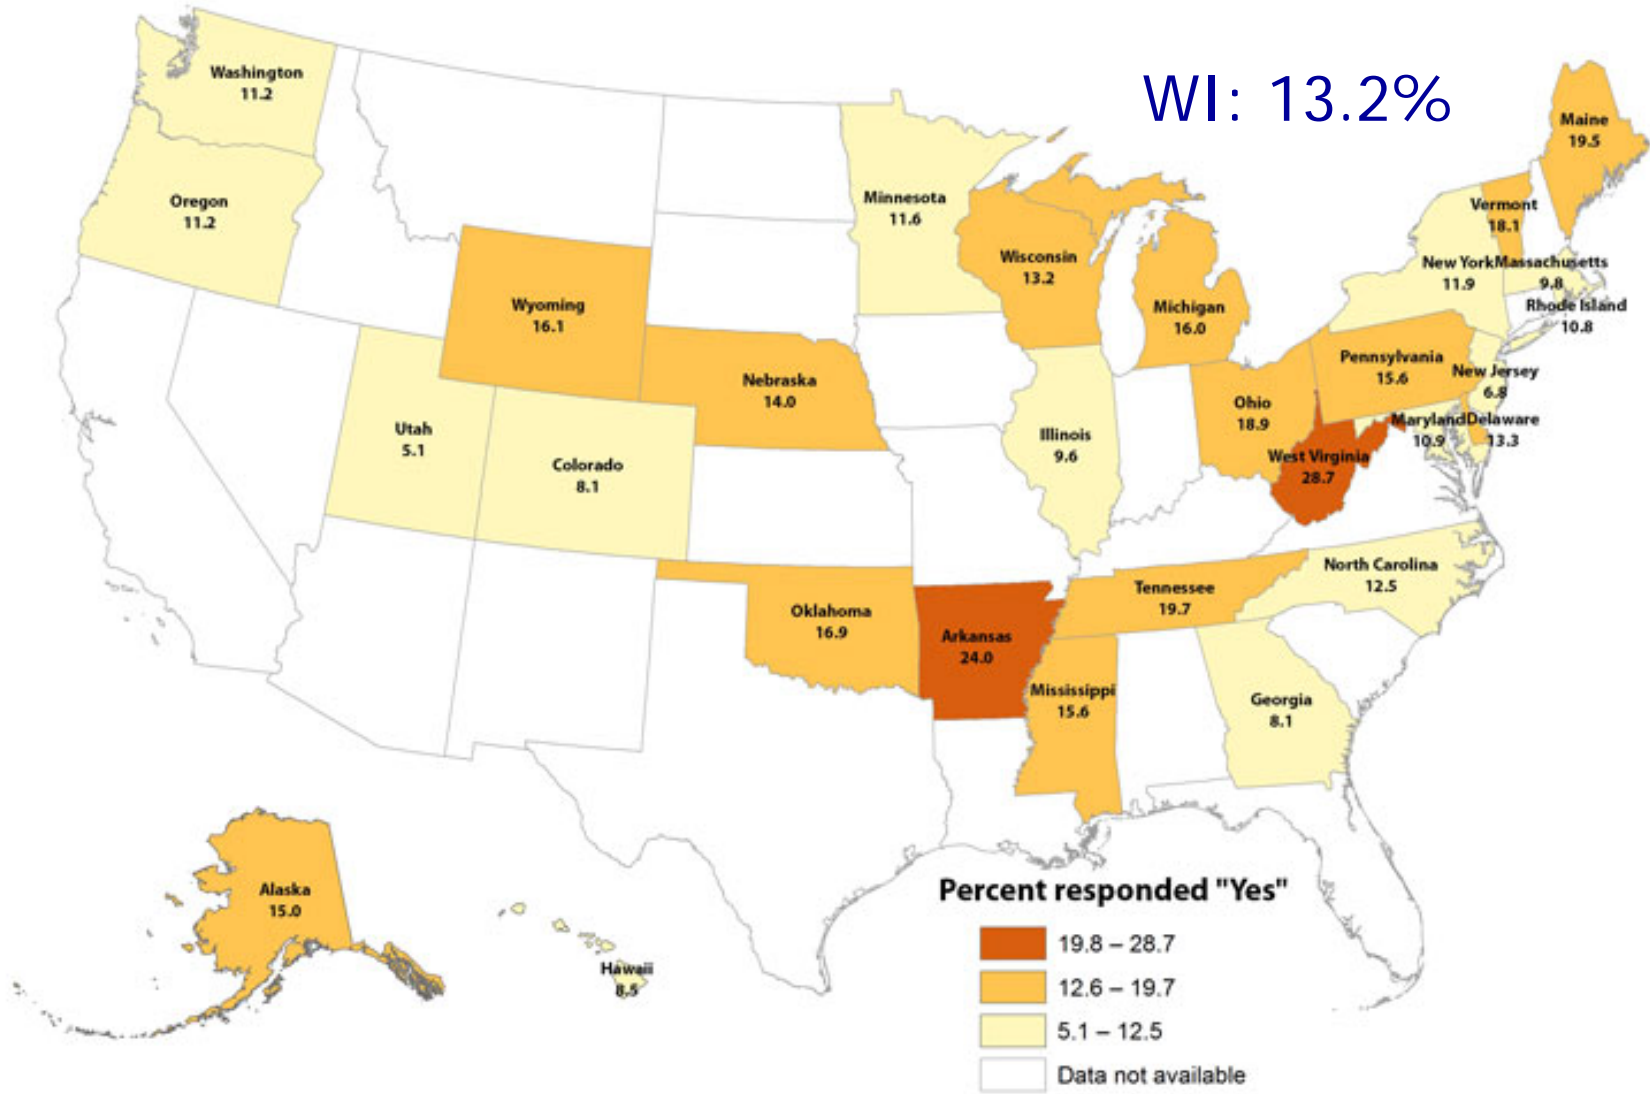 WI: 13.2%
Washington
11.2
Oregon
11.2
Wyoming
16.1
Utah
5.1
Colorado
8.1
Nebraska
14.0
Minnesota
11.6
Wisconsin
13.2
Michigan
16.0
Illinois
9.6
Ohio
18.9
Maine
19.5
Vermont
18.1
New York
11.9
Massachusetts
9.8
Rhode Island
10.8
Pennsylvania
15.6
New Jersey
6.8
Maryland
10.9
Delaware
13.3
West Virginia
28.7
North Carolina
12.5
Tennessee
19.7
Oklahoma
16.9
Arkansas
24.0
Mississippi
15.6
Georgia
8.1
Alaska
15.0
Hawaii
8.5
Percent responded "Yes"
19.8 – 28.7
12.6 – 19.7
5.1 – 12.5
Data not available